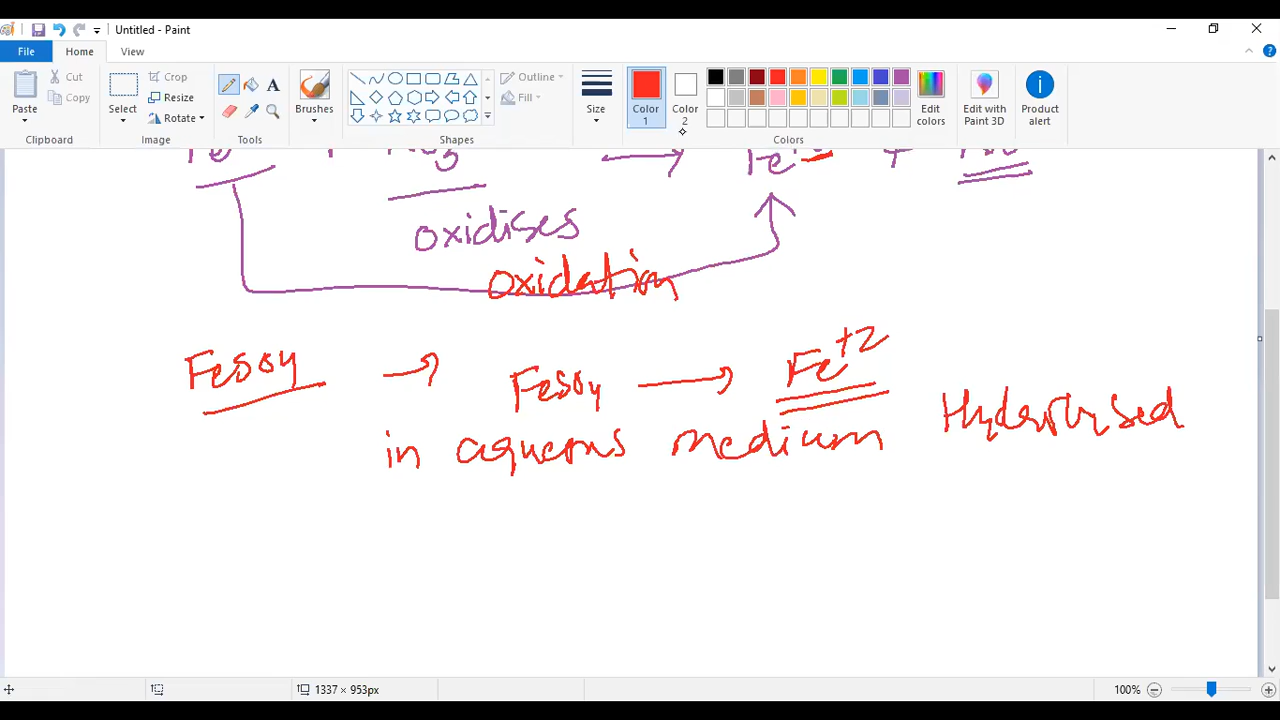 Untitled - Paint
File Home View
Paste Cut Copy Clipboard
Select Crop Resize Rotate Image
Tools
Brushes
Outline Fill Shapes
Size
Color 1 Color 2 Edit colors Colors
Edit with Paint 3D Product alert
Fe + →  Fe +
oxidises
oxidation
FeSO4 → FeSO4 → Fe+2
in aqueous medium Hydrolysed
1337 × 953px 100%